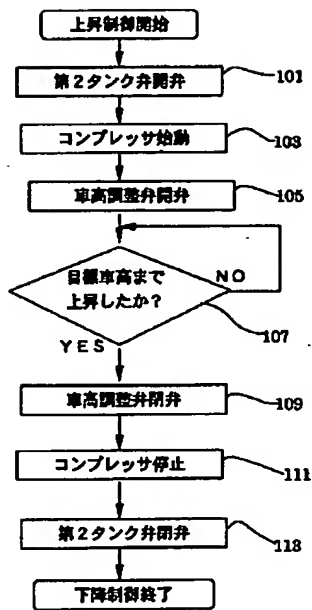 上昇制御開始
第2タンク弁開弁
101
コンプレッサ始動
103
車高調整弁開弁
105
目標車高まで
上昇したか?
NO
107
YES
車高調整弁閉弁
109
コンプレッサ停止
111
第2タンク弁閉弁
113
下降制御終了